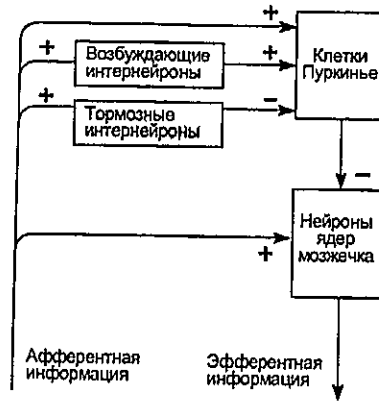 +
+
Возбуждающие
интернейроны
+
Клетки
Пуркинье
+
Тормозные
интернейроны
−
−
Нейроны
ядер
мозжечка
+
Афферентная
информация
Эфферентная
информация